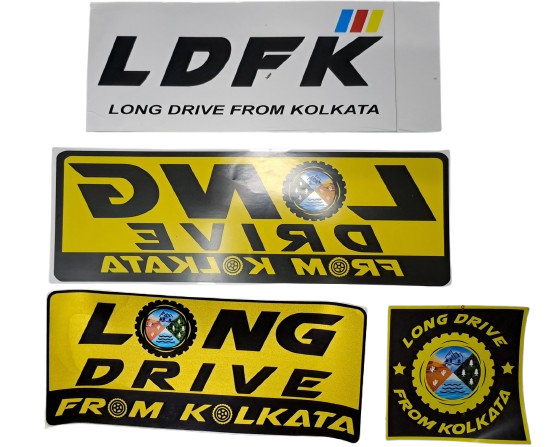 LDFK
LONG DRIVE FROM KOLKATA
LONG
DRIVE
FROM KOLKATA
LONG
DRIVE
FROM KOLKATA
LONG DRIVE
FROM KOLKATA